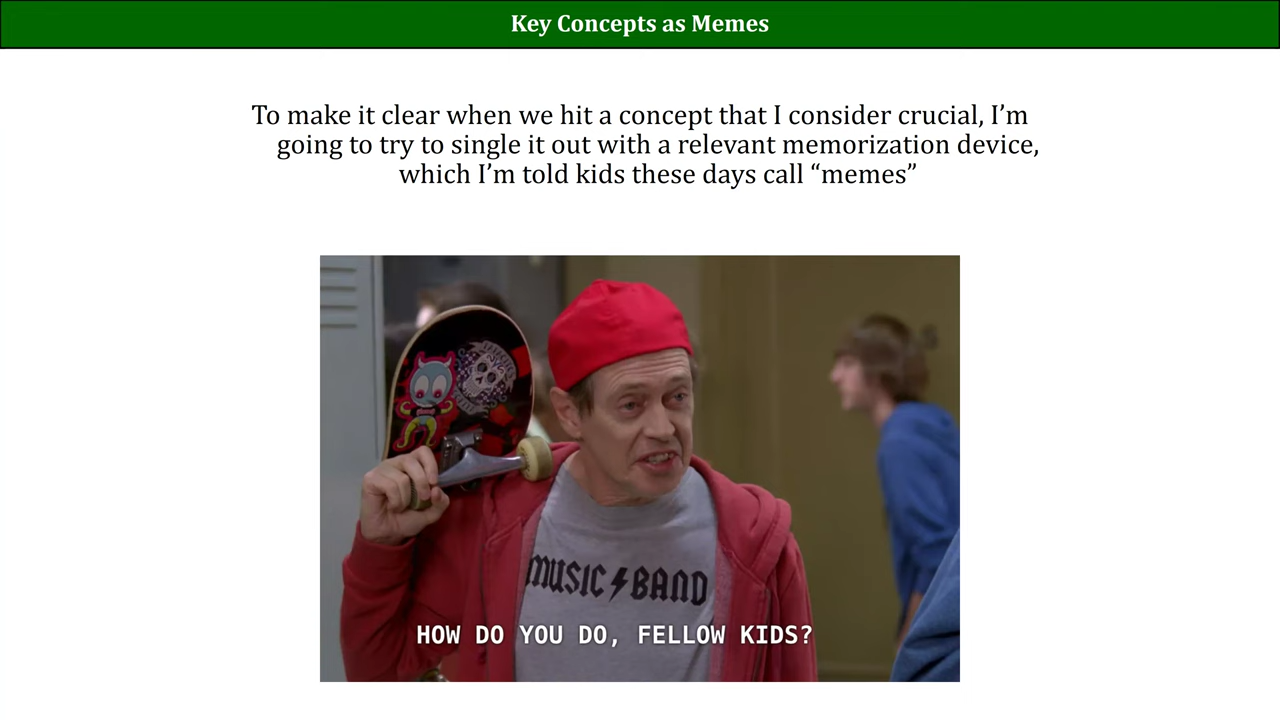 Key Concepts as Memes
To make it clear when we hit a concept that I consider crucial, I’m
going to try to single it out with a relevant memorization device,
which I’m told kids these days call “memes”
MUSIC⚡BAND
HOW DO YOU DO, FELLOW KIDS?